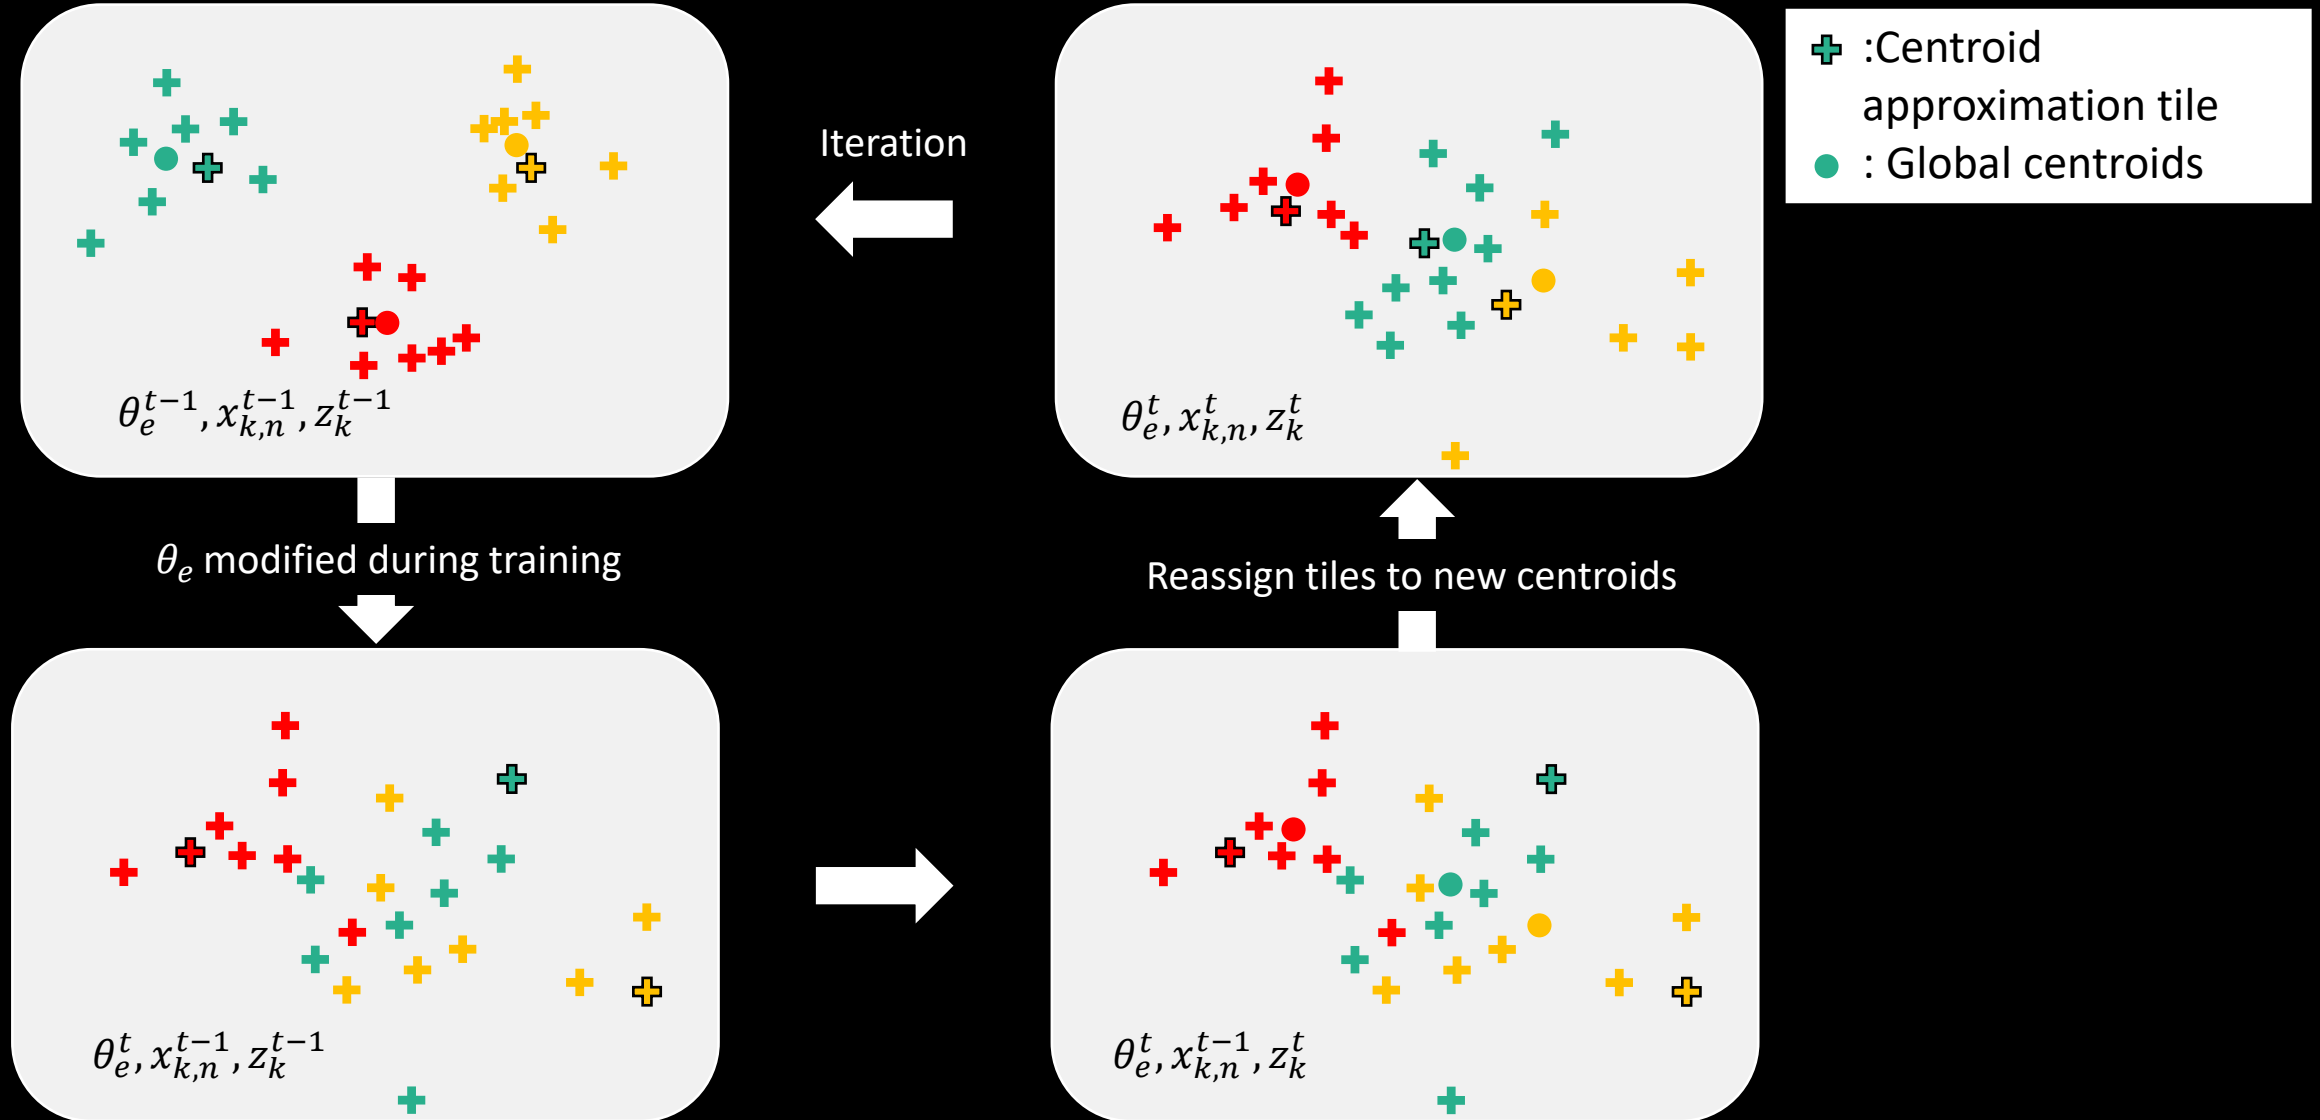 :Centroid
approximation tile
: Global centroids
Iteration
θ_e^{t−1}, x_{k,n}^{t−1}, z_k^{t−1}
θ_e^t, x_{k,n}^t, z_k^t
θ_e modified during training
Reassign tiles to new centroids
θ_e^t, x_{k,n}^{t−1}, z_k^{t−1}
θ_e^t, x_{k,n}^{t−1}, z_k^t